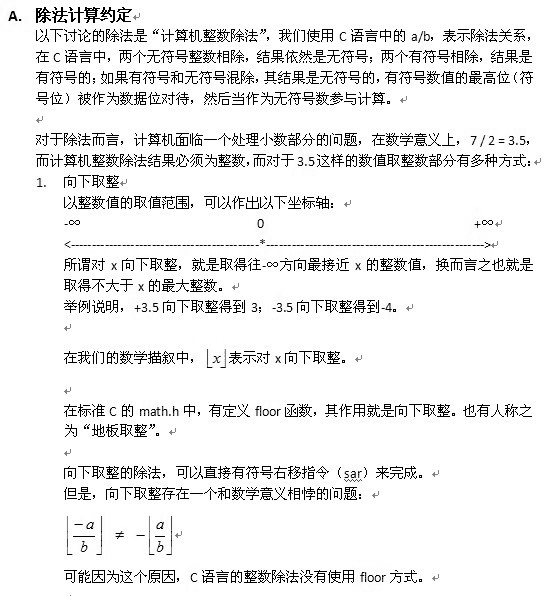 A. 除法计算约定
以下讨论的除法是“计算机整数除法”，我们使用 C 语言中的 a/b，表示除法关系，
在 C 语言中，两个无符号整数相除，结果依然是无符号；两个有符号相除，结果是
有符号的；如果有符号和无符号混除，其结果是无符号的，有符号数值的最高位（符
号位）被作为数据位对待，然后当作为无符号数参与计算。
对于除法而言，计算机面临一个处理小数部分的问题，在数学意义上，7 / 2 = 3.5，
而计算机整数除法结果必须为整数，而对于 3.5 这样的数值取整数部分有多种方式：
1. 向下取整
以整数值的取值范围，可以作出以下坐标轴：
-∞ 0 +∞
<---------------------------------------------*---------------------------------------------------->
所谓对 x 向下取整，就是取得往-∞方向最接近 x 的整数值，换而言之也就是
取得不大于 x 的最大整数。
举例说明，+3.5 向下取整得到 3；-3.5 向下取整得到-4。
在我们的数学描叙中，⌊x⌋表示对 x 向下取整。
在标准 C 的 math.h 中，有定义 floor 函数，其作用就是向下取整。也有人称之
为“地板取整”。
向下取整的除法，可以直接有符号右移指令（sar）来完成。
但是，向下取整存在一个和数学意义相悖的问题：
⌊-a/b⌋ ≠ -⌊a/b⌋
可能因为这个原因，C 语言的整数除法没有使用 floor 方式。